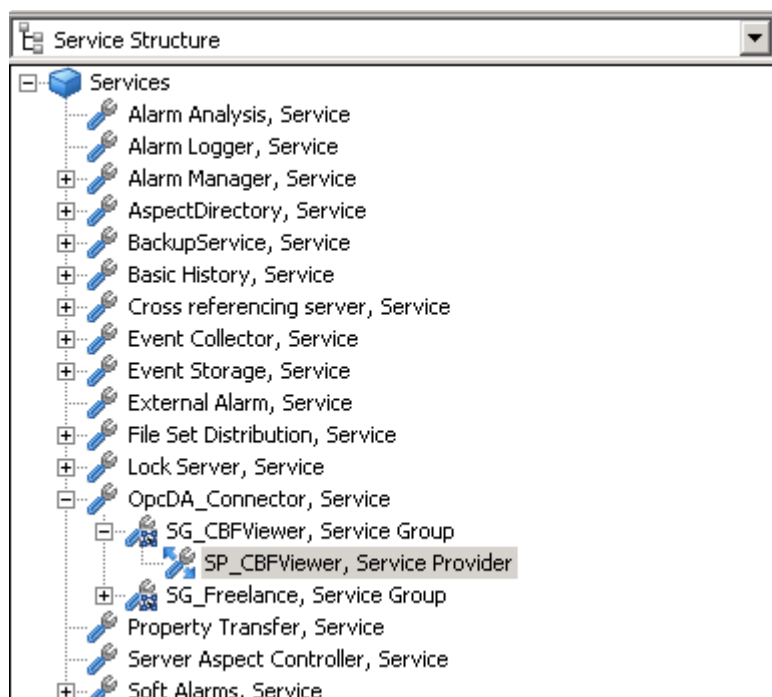 Service Structure
Services
Alarm Analysis, Service
Alarm Logger, Service
Alarm Manager, Service
AspectDirectory, Service
BackupService, Service
Basic History, Service
Cross referencing server, Service
Event Collector, Service
Event Storage, Service
External Alarm, Service
File Set Distribution, Service
Lock Server, Service
OpcDA_Connector, Service
SG_CBFViewer, Service Group
SP_CBFViewer, Service Provider
SG_Freelance, Service Group
Property Transfer, Service
Server Aspect Controller, Service
Soft Alarms, Service